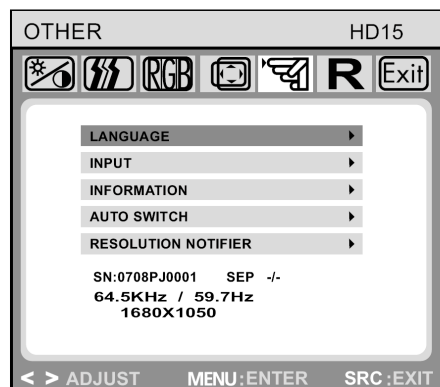 OTHER HD15
RGB R Exit
LANGUAGE
INPUT
INFORMATION
AUTO SWITCH
RESOLUTION NOTIFIER
SN:0708PJ0001 SEP -/-
64.5KHz / 59.7Hz
1680X1050
< > ADJUST MENU:ENTER SRC:EXIT